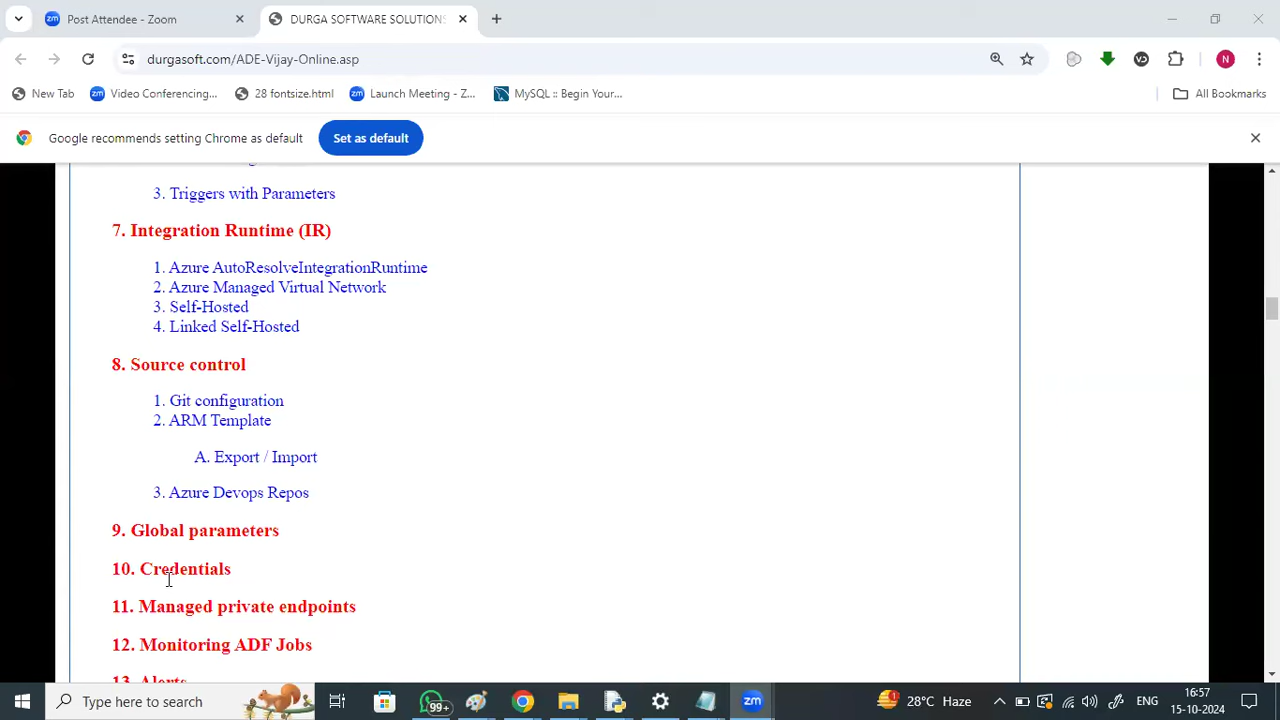 Post Attendee - Zoom
DURGA SOFTWARE SOLUTIONS
durgasoft.com/ADE-Vijay-Online.asp
N
New Tab
Video Conferencing...
28 fontsize.html
Launch Meeting - Z...
MySQL :: Begin Your...
All Bookmarks
Google recommends setting Chrome as default
Set as default
3. Triggers with Parameters
7. Integration Runtime (IR)
1. Azure AutoResolveIntegrationRuntime
2. Azure Managed Virtual Network
3. Self-Hosted
4. Linked Self-Hosted
8. Source control
1. Git configuration
2. ARM Template
A. Export / Import
3. Azure Devops Repos
9. Global parameters
10. Credentials
11. Managed private endpoints
12. Monitoring ADF Jobs
13. Alerts
Type here to search
99+
zm
28°C Haze
ENG
16:57
15-10-2024